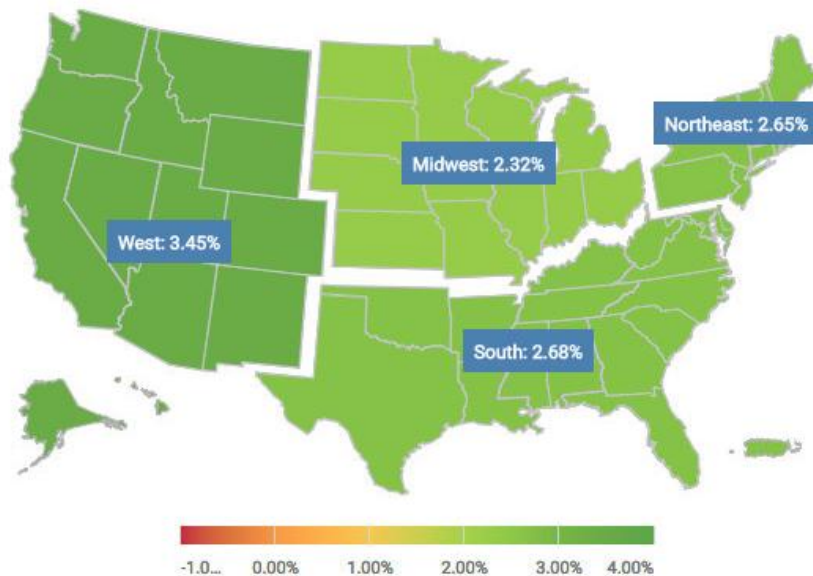 Northeast: 2.65%
Midwest: 2.32%
West: 3.45%
South: 2.68%
-1.0... 0.00% 1.00% 2.00% 3.00% 4.00%